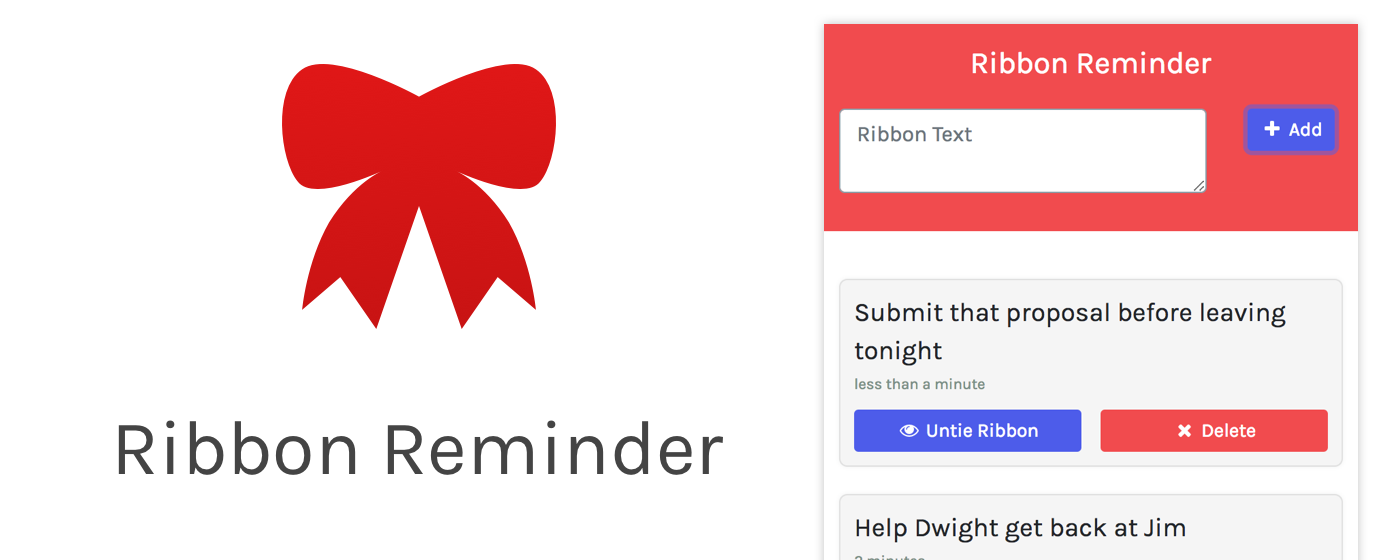 Ribbon Reminder
Ribbon Reminder
Ribbon Text
Add
Submit that proposal before leaving
tonight
less than a minute
Untie Ribbon
Delete
Help Dwight get back at Jim